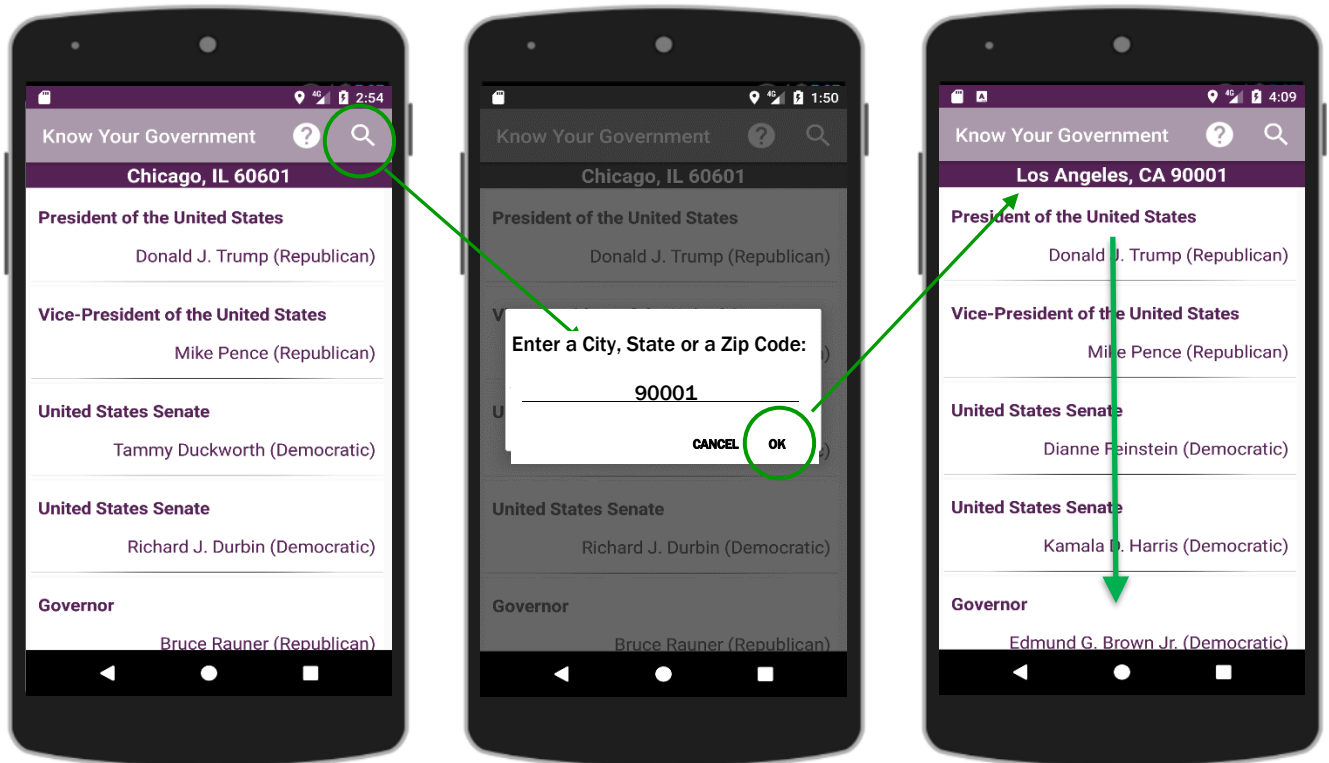 4G 2:54
Know Your Government ?
Chicago, IL 60601
President of the United States
Donald J. Trump (Republican)
Vice-President of the United States
Mike Pence (Republican)
United States Senate
Tammy Duckworth (Democratic)
United States Senate
Richard J. Durbin (Democratic)
Governor
Bruce Rauner (Republican)
4G 1:50
Know Your Government ?
Chicago, IL 60601
President of the United States
Donald J. Trump (Republican)
Enter a City, State or a Zip Code:
90001
CANCEL OK
United States Senate
Richard J. Durbin (Democratic)
Governor
Bruce Rauner (Republican)
A 4G 4:09
Know Your Government ?
Los Angeles, CA 90001
President of the United States
Donald J. Trump (Republican)
Vice-President of the United States
Mike Pence (Republican)
United States Senate
Dianne Feinstein (Democratic)
United States Senate
Kamala D. Harris (Democratic)
Governor
Edmund G. Brown Jr. (Democratic)